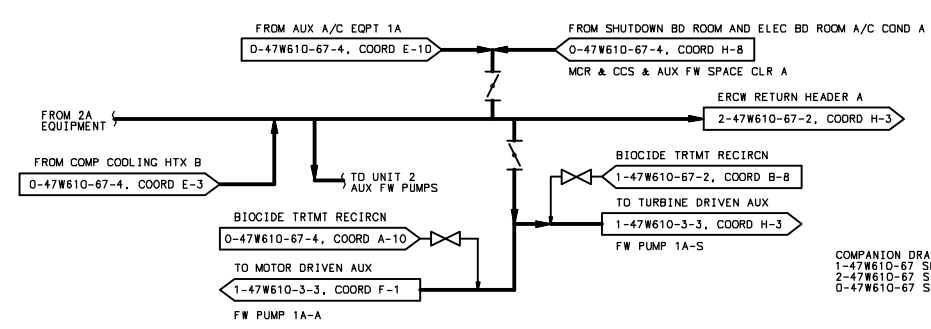 FROM AUX A/C EQPT 1A
FROM SHUTDOWN BD ROOM AND ELEC BD ROOM A/C COND A
0-47W610-67-4, COORD E-10
0-47W610-67-4, COORD H-8
MCR & CCS & AUX FW SPACE CLR A
ERCW RETURN HEADER A
FROM 2A
EQUIPMENT
2-47W610-67-2, COORD H-3
FROM COMP COOLING HTX B
0-47W610-67-4, COORD E-3
TO UNIT 2
AUX FW PUMPS
BIOCIDE TRTMT RECIRCN
1-47W610-67-2, COORD B-8
BIOCIDE TRTMT RECIRCN
0-47W610-67-4, COORD A-10
TO TURBINE DRIVEN AUX
1-47W610-3-3, COORD H-3
FW PUMP 1A-S
TO MOTOR DRIVEN AUX
1-47W610-3-3, COORD F-1
FW PUMP 1A-A
COMPANION DRA
1-47W610-67 S
2-47W610-67 S
0-47W610-67 S